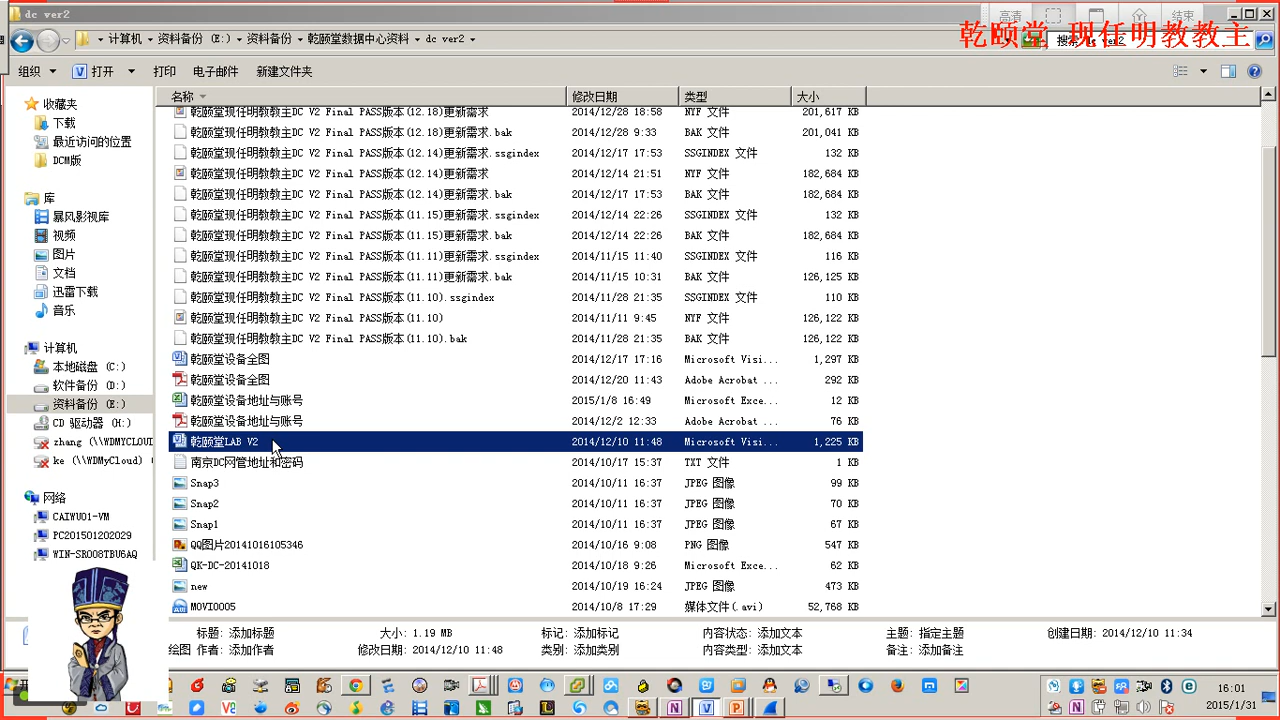 dc ver2
高清 结束
乾颐堂 现任明教教主
计算机 资料备份 (E:) 资料备份 乾颐堂数据中心资料 dc ver2
搜索 dc ver2
组织 打开 打印 电子邮件 新建文件夹
名称 修改日期 类型 大小
乾颐堂现任明教教主DC V2 Final PASS版本(12.18)更新需求 2014/12/28 18:58 NYF 文件 201,617 KB
乾颐堂现任明教教主DC V2 Final PASS版本(12.18)更新需求.bak 2014/12/28 9:33 BAK 文件 201,041 KB
乾颐堂现任明教教主DC V2 Final PASS版本(12.14)更新需求.ssgindex 2014/12/17 17:53 SSGINDEX 文件 132 KB
乾颐堂现任明教教主DC V2 Final PASS版本(12.14)更新需求 2014/12/14 21:51 NYF 文件 182,684 KB
乾颐堂现任明教教主DC V2 Final PASS版本(12.14)更新需求.bak 2014/12/17 17:53 BAK 文件 182,684 KB
乾颐堂现任明教教主DC V2 Final PASS版本(11.15)更新需求.ssgindex 2014/12/14 22:26 SSGINDEX 文件 132 KB
乾颐堂现任明教教主DC V2 Final PASS版本(11.15)更新需求.bak 2014/12/14 22:26 BAK 文件 182,684 KB
乾颐堂现任明教教主DC V2 Final PASS版本(11.11)更新需求.ssgindex 2014/11/15 11:40 SSGINDEX 文件 116 KB
乾颐堂现任明教教主DC V2 Final PASS版本(11.11)更新需求.bak 2014/11/15 10:31 BAK 文件 126,125 KB
乾颐堂现任明教教主DC V2 Final PASS版本(11.10).ssgindex 2014/11/28 21:35 SSGINDEX 文件 110 KB
乾颐堂现任明教教主DC V2 Final PASS版本(11.10) 2014/11/11 9:45 NYF 文件 126,122 KB
乾颐堂现任明教教主DC V2 Final PASS版本(11.10).bak 2014/11/28 21:35 BAK 文件 126,122 KB
乾颐堂设备全图 2014/12/17 17:16 Microsoft Visi... 1,297 KB
乾颐堂设备全图 2014/12/20 11:43 Adobe Acrobat ... 292 KB
乾颐堂设备地址与账号 2015/1/8 16:49 Microsoft Exce... 12 KB
乾颐堂设备地址与账号 2014/12/2 12:33 Adobe Acrobat ... 76 KB
乾颐堂LAB V2 2014/12/10 11:48 Microsoft Visi... 1,225 KB
南京DC网管地址和密码 2014/10/17 15:37 TXT 文件 1 KB
Snap3 2014/10/11 16:37 JPEG 图像 99 KB
Snap2 2014/10/11 16:37 JPEG 图像 70 KB
Snap1 2014/10/11 16:37 JPEG 图像 67 KB
QQ图片20141016105346 2014/10/16 9:08 PNG 图像 547 KB
QK-DC-20141018 2014/10/18 9:26 Microsoft Exce... 62 KB
new 2014/10/19 16:24 JPEG 图像 473 KB
MOVI0005 2014/10/8 17:29 媒体文件(.avi) 52,768 KB
收藏夹
下载
最近访问的位置
DCM版
库
暴风影视库
视频
图片
文档
迅雷下载
音乐
计算机
本地磁盘 (C:)
软件备份 (D:)
资料备份 (E:)
CD 驱动器 (H:)
zhang (\\WDMYCLOUD)
ke (\\WDMyCloud)
网络
CAIWU01-VM
PC201501202029
WIN-SR008TBU6AQ
标题: 添加标题 大小: 1.19 MB 标记: 添加标记 内容状态: 添加文本 主题: 指定主题 创建日期: 2014/12/10 11:34
绘图 作者: 添加作者 修改日期: 2014/12/10 11:48 类别: 添加类别 内容类型: 添加文本 备注: 添加备注
16:01
2015/1/31